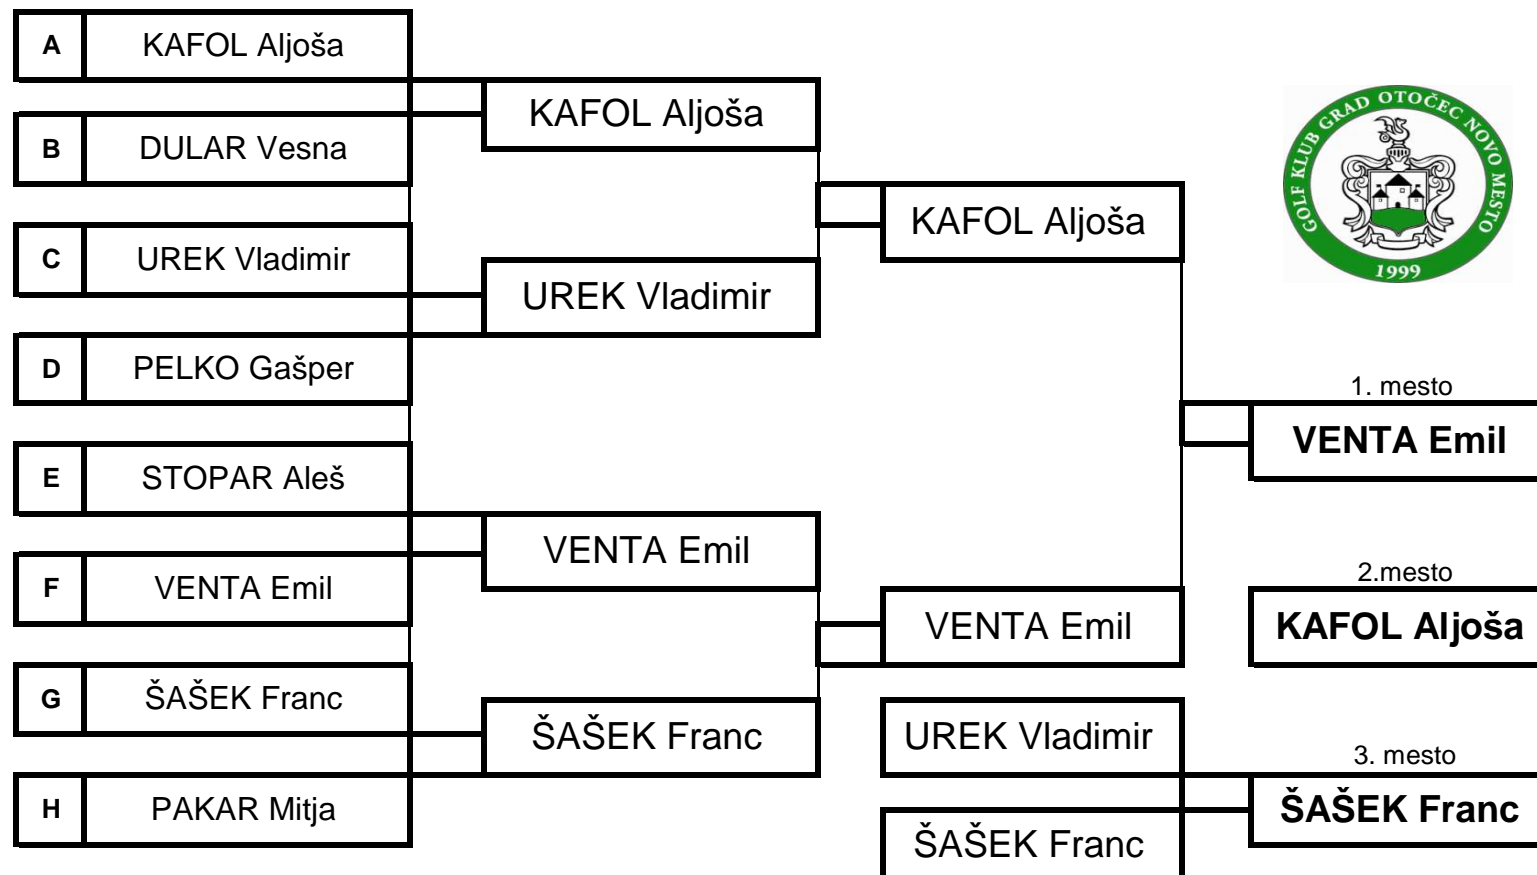 A
KAFOL Aljoša
B
DULAR Vesna
C
UREK Vladimir
D
PELKO Gašper
E
STOPAR Aleš
F
VENTA Emil
G
ŠAŠEK Franc
H
PAKAR Mitja
KAFOL Aljoša
UREK Vladimir
VENTA Emil
ŠAŠEK Franc
KAFOL Aljoša
VENTA Emil
UREK Vladimir
ŠAŠEK Franc
GOLF KLUB GRAD OTOČEC NOVO MESTO
1999
1. mesto
VENTA Emil
2.mesto
KAFOL Aljoša
3. mesto
ŠAŠEK Franc